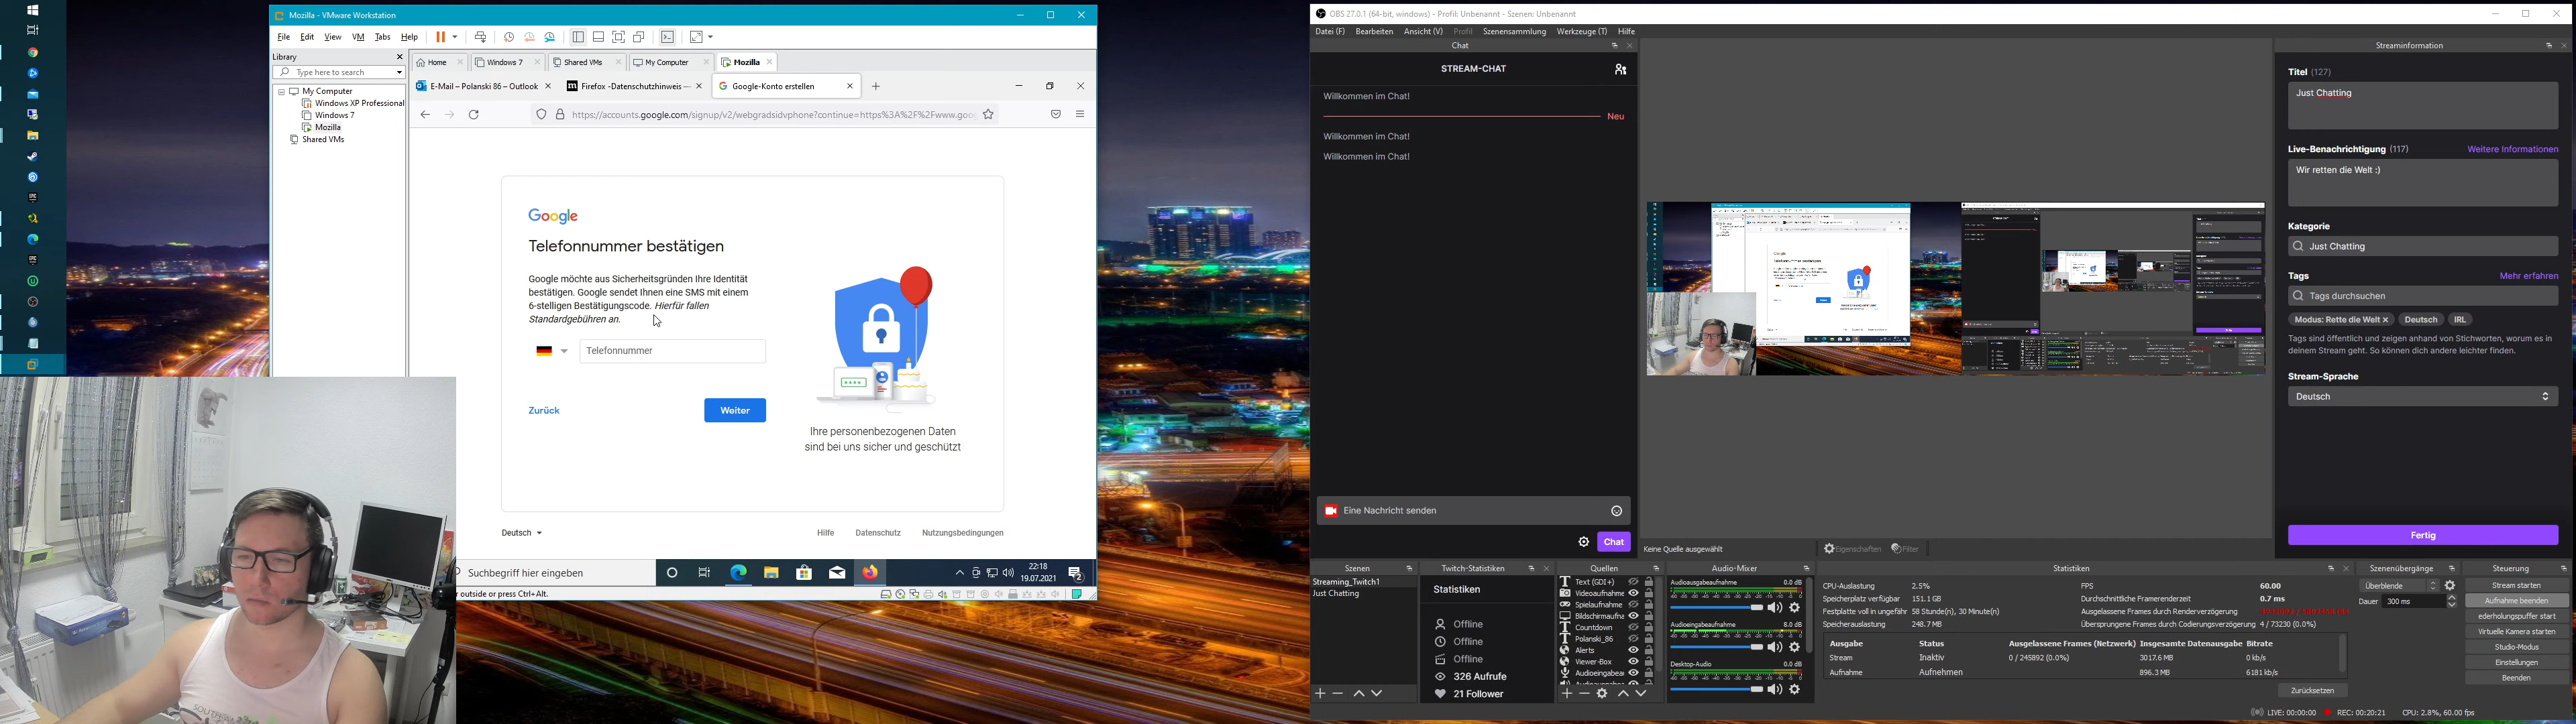 Mozilla - VMware Workstation
File Edit View VM Tabs Help
Library
Type here to search
My Computer
Windows XP Professional
Windows 7
Mozilla
Shared VMs
Home Windows 7 Shared VMs My Computer Mozilla
E-Mail – Polanski 86 – Outlook Firefox -Datenschutzhinweis — Google-Konto erstellen
https://accounts.google.com/signup/v2/webgradsidvphone?continue=https%3A%2F%2Fwww.goog
Google
Telefonnummer bestätigen
Google möchte aus Sicherheitsgründen Ihre Identität
bestätigen. Google sendet Ihnen eine SMS mit einem
6-stelligen Bestätigungscode. Hierfür fallen
Standardgebühren an.
Telefonnummer
Zurück
Weiter
Ihre personenbezogenen Daten
sind bei uns sicher und geschützt
Deutsch
Hilfe Datenschutz Nutzungsbedingungen
Suchbegriff hier eingeben
22:18
19.07.2021
2
outside or press Ctrl+Alt.
OBS 27.0.1 (64-bit, windows) - Profil: Unbenannt - Szenen: Unbenannt
Datei (F) Bearbeiten Ansicht (V) Profil Szenensammlung Werkzeuge (T) Hilfe
Chat
STREAM-CHAT
Willkommen im Chat!
Neu
Willkommen im Chat!
Willkommen im Chat!
Eine Nachricht senden
Chat
Keine Quelle ausgewählt
Eigenschaften Filter
Streaminformation
Titel (127)
Just Chatting
Live-Benachrichtigung (117) Weitere Informationen
Wir retten die Welt :)
Kategorie
Just Chatting
Tags Mehr erfahren
Tags durchsuchen
Modus: Rette die Welt Deutsch IRL
Tags sind öffentlich und zeigen anhand von Stichworten, worum es in
deinem Stream geht. So können dich andere leichter finden.
Stream-Sprache
Deutsch
Fertig
Szenen
Streaming_Twitch1
Just Chatting
Twitch-Statistiken
Statistiken
Offline
Offline
Offline
326 Aufrufe
21 Follower
Quellen
Text (GDI+)
Videoaufnahme
Spielaufnahme
Bildschirmaufna
Countdown
Polanski_86
Alerts
Viewer-Box
Audioeingabea
Audio-Mixer
Audioausgabeaufnahme 0.0 dB
Audioeingabeaufnahme 8.0 dB
Desktop-Audio 0.0 dB
Statistiken
CPU-Auslastung 2.5%
Speicherplatz verfügbar 151.1 GB
Festplatte voll in ungefähr 58 Stunde(n), 30 Minute(n)
Speicherauslastung 248.7 MB
FPS 60.00
Durchschnittliche Framerenderzeit 0.7 ms
Ausgelassene Frames durch Renderverzögerung
Übersprungene Frames durch Codierungsverzögerung 4 / 73230 (0.0%)
Ausgabe Status Ausgelassene Frames (Netzwerk) Insgesamte Datenausgabe Bitrate
Stream Inaktiv 0 / 245892 (0.0%) 3017.6 MB 0 kb/s
Aufnahme Aufnehmen 896.3 MB 6181 kb/s
Zurücksetzen
Szenenübergänge
Überblende
Dauer 300 ms
Steuerung
Stream starten
Aufnahme beenden
ederholungspuffer start
Virtuelle Kamera starten
Studio-Modus
Einstellungen
Beenden
LIVE: 00:00:00 REC: 00:20:21 CPU: 2.8%, 60.00 fps